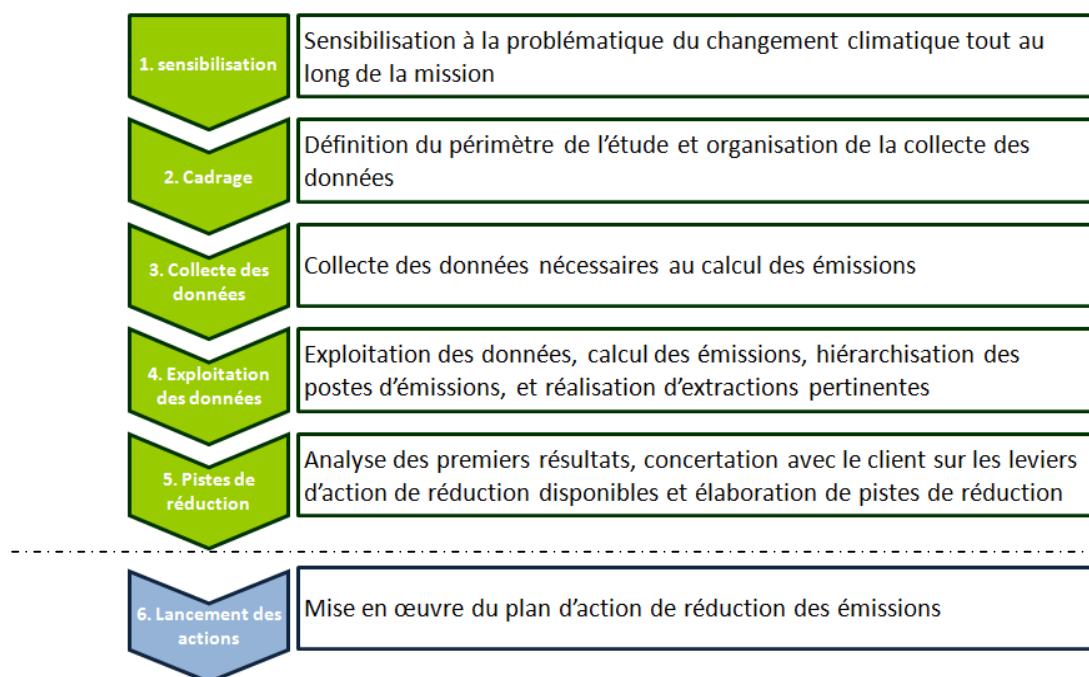 1. sensibilisation
Sensibilisation à la problématique du changement climatique tout au
long de la mission
2. Cadrage
Définition du périmètre de l’étude et organisation de la collecte des
données
3. Collecte des
données
Collecte des données nécessaires au calcul des émissions
4. Exploitation
des données
Exploitation des données, calcul des émissions, hiérarchisation des
postes d’émissions, et réalisation d’extractions pertinentes
5. Pistes de
réduction
Analyse des premiers résultats, concertation avec le client sur les leviers
d’action de réduction disponibles et élaboration de pistes de réduction
6. Lancement des
actions
Mise en œuvre du plan d’action de réduction des émissions